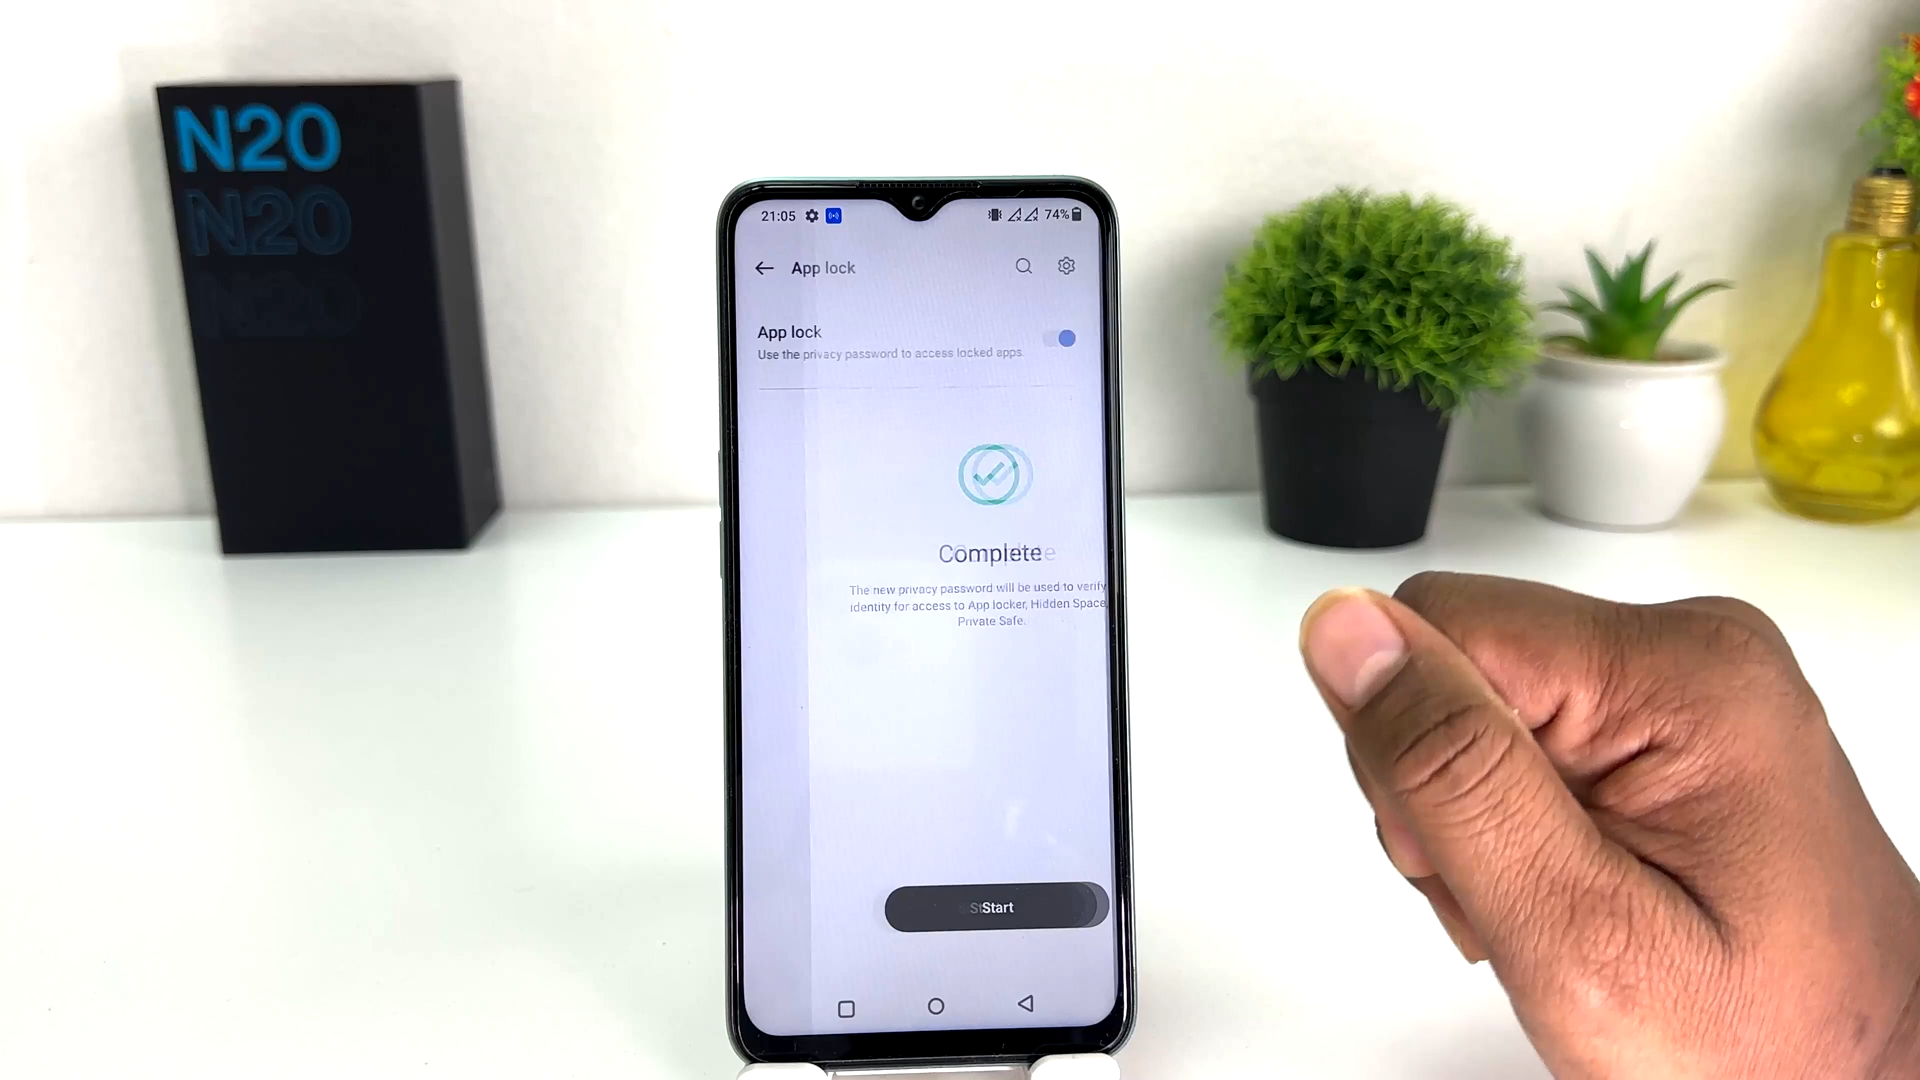 N20
N20
N20
21:05
74%
App lock
App lock
Use the privacy password to access locked apps.
Complete
The new privacy password will be used to verify
identity for access to App locker, Hidden Space,
Private Safe.
Start